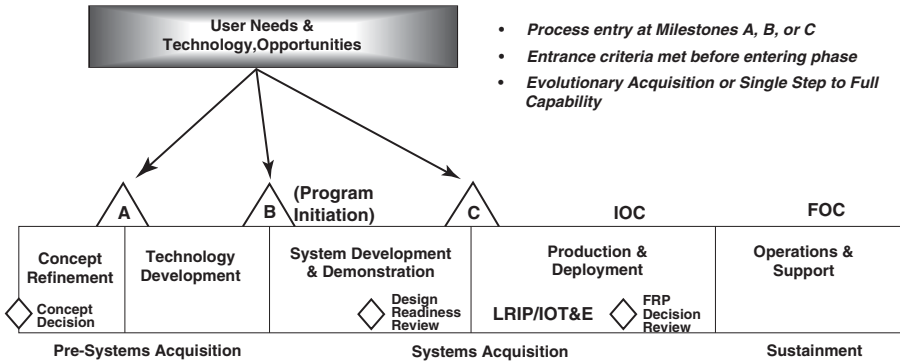 User Needs &
Technology,Opportunities
• Process entry at Milestones A, B, or C
• Entrance criteria met before entering phase
• Evolutionary Acquisition or Single Step to Full
Capability
A
B
(Program
Initiation)
C
IOC
FOC
Concept
Refinement
Technology
Development
System Development
& Demonstration
Production &
Deployment
Operations &
Support
Concept
Decision
Design
Readiness
Review
LRIP/IOT&E
FRP
Decision
Review
Pre-Systems Acquisition
Systems Acquisition
Sustainment